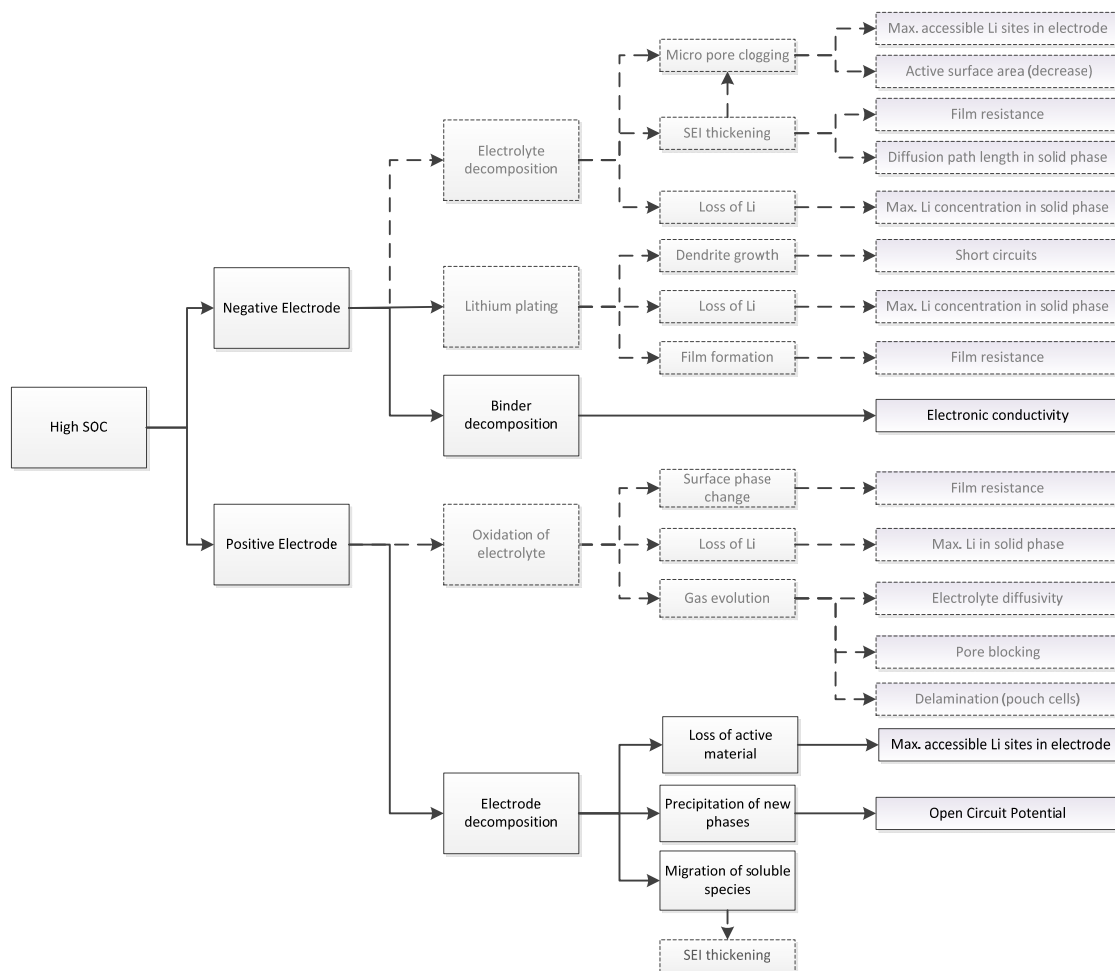 Max. accessible Li sites in electrode
Micro pore clogging
Active surface area (decrease)
Film resistance
SEI thickening
Electrolyte
decomposition
Diffusion path length in solid phase
Loss of Li
Max. Li concentration in solid phase
Dendrite growth
Short circuits
Negative Electrode
Lithium plating
Loss of Li
Max. Li concentration in solid phase
Film formation
Film resistance
High SOC
Binder
decomposition
Electronic conductivity
Surface phase
change
Film resistance
Positive Electrode
Oxidation of
electrolyte
Loss of Li
Max. Li in solid phase
Gas evolution
Electrolyte diffusivity
Pore blocking
Delamination (pouch cells)
Loss of active
material
Max. accessible Li sites in electrode
Electrode
decomposition
Precipitation of new
phases
Open Circuit Potential
Migration of soluble
species
SEI thickening